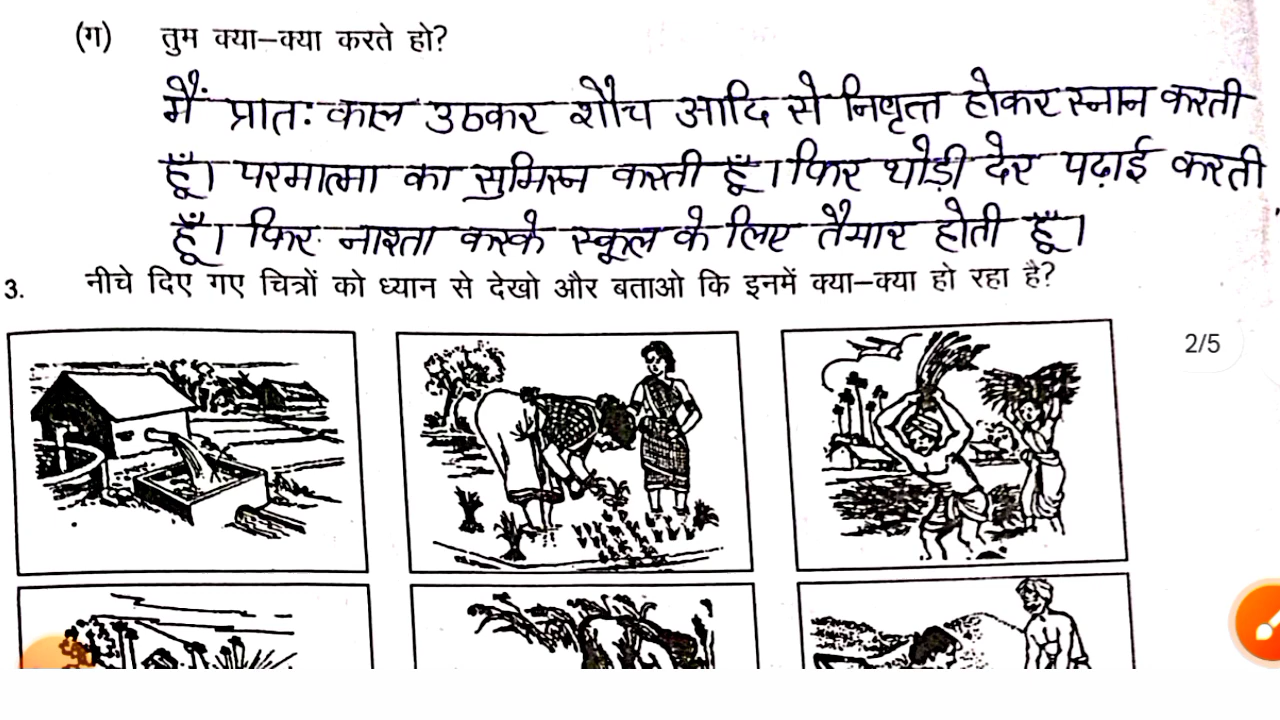 (ग) तुम क्या-क्या करते हो?
मैं प्रातः काल उठकर शौच आदि से निधृत्त होकर स्नान करती
हूँ। परमात्मा का सुमिरन करती हूँ। फिर थोड़ी देर पढ़ाई करती
हूँ। फिर नाश्ता करके स्कूल के लिए तैयार होती हूँ।
3. नीचे दिए गए चित्रों को ध्यान से देखो और बताओ कि इनमें क्या-क्या हो रहा है?
2/5